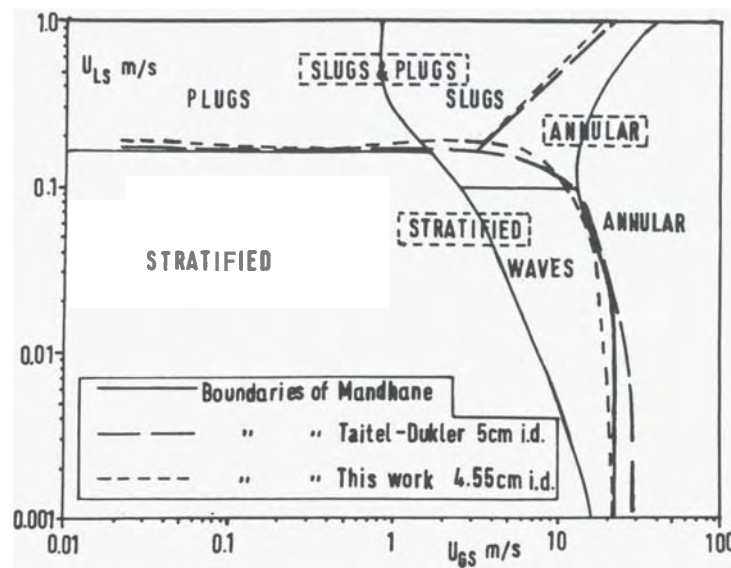 1.0
U_LS m/s
SLUGS & PLUGS
PLUGS
SLUGS
ANNULAR
0.1
STRATIFIED
ANNULAR
STRATIFIED
WAVES
0.01
Boundaries of Mandhane
" " Taitel-Dukler 5cm i.d.
" " This work 4.55cm i.d.
0.001
0.01 0.1 1 10 100
U_GS m/s